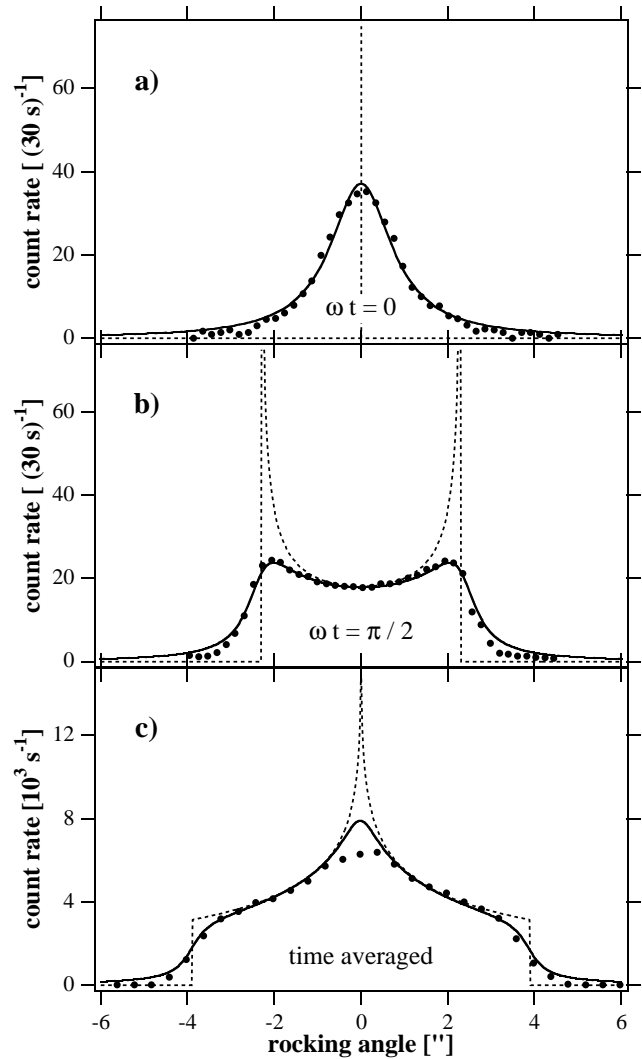 a)
60
40
20
0
count rate [ (30 s)⁻¹]
ω t = 0
b)
60
40
20
0
count rate [ (30 s)⁻¹]
ω t = π / 2
c)
12
8
4
0
count rate [10³ s⁻¹]
time averaged
-6 -4 -2 0 2 4 6
rocking angle ["]